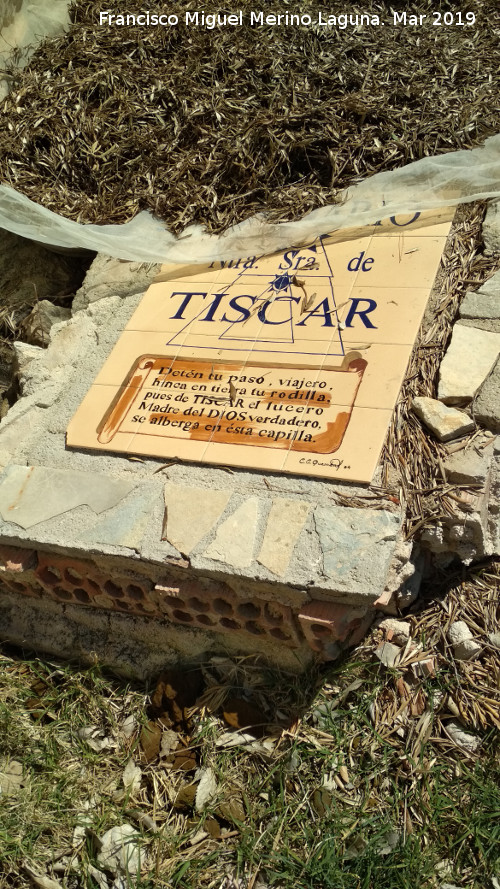 Francisco Miguel Merino Laguna. Mar 2019
Ntra. Sra. de
TISCAR
Detén tu paso, viajero,
hinca en tierra tu rodilla,
pues de TISCAR el lucero
Madre del DIOS verdadero,
se alberga en ésta capilla.